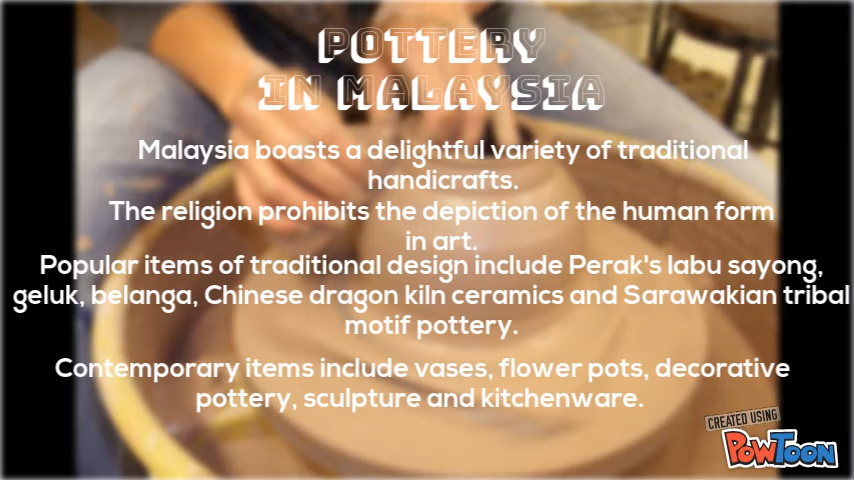 POTTERY
IN MALAYSIA
Malaysia boasts a delightful variety of traditional
handicrafts.
The religion prohibits the depiction of the human form
in art.
Popular items of traditional design include Perak's labu sayong,
geluk, belanga, Chinese dragon kiln ceramics and Sarawakian tribal
motif pottery.
Contemporary items include vases, flower pots, decorative
pottery, sculpture and kitchenware.
CREATED USING
POWTOON